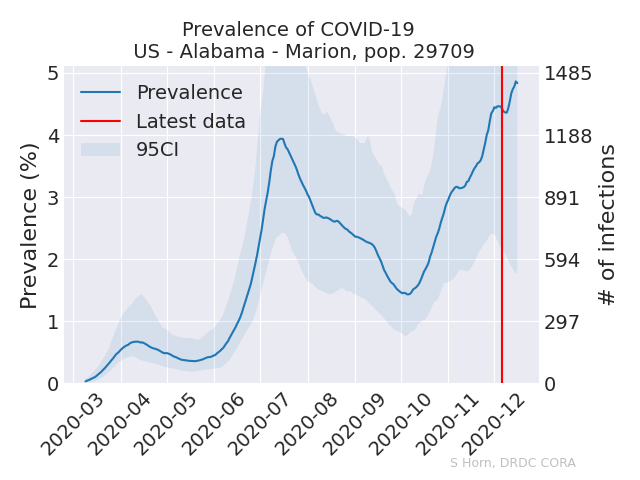 Prevalence of COVID-19
US - Alabama - Marion, pop. 29709
Prevalence
Latest data
95CI
Prevalence (%)
5
4
3
2
1
0
1485
1188
891
594
297
0
# of infections
2020-03
2020-04
2020-05
2020-06
2020-07
2020-08
2020-09
2020-10
2020-11
2020-12
S Horn, DRDC CORA